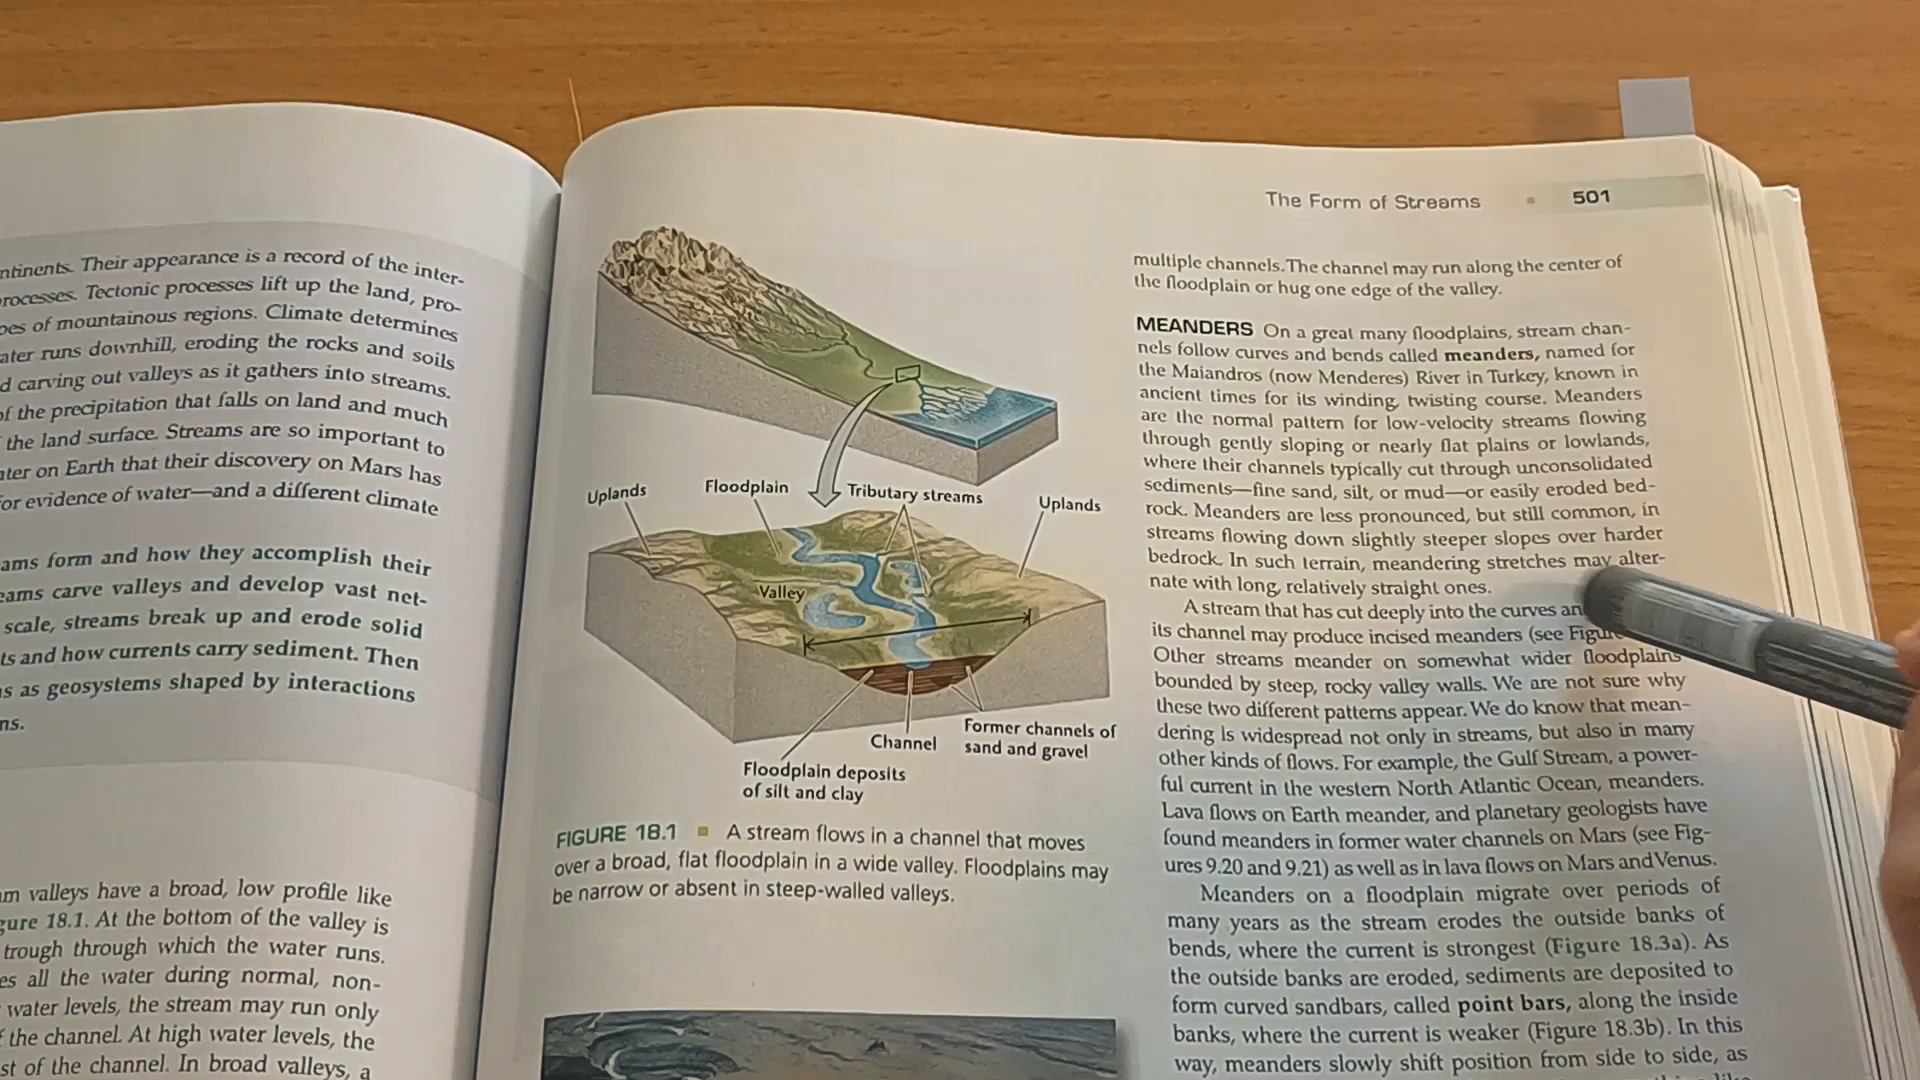 ntinents. Their appearance is a record of the inter-
rocesses. Tectonic processes lift up the land, pro-
pes of mountainous regions. Climate determines
ater runs downhill, eroding the rocks and soils
d carving out valleys as it gathers into streams.
of the precipitation that falls on land and much
the land surface. Streams are so important to
ater on Earth that their discovery on Mars has
for evidence of water—and a different climate
ams form and how they accomplish their
eams carve valleys and develop vast net-
scale, streams break up and erode solid
ts and how currents carry sediment. Then
s as geosystems shaped by interactions
ns.
am valleys have a broad, low profile like
gure 18.1. At the bottom of the valley is
trough through which the water runs.
es all the water during normal, non-
water levels, the stream may run only
f the channel. At high water levels, the
st of the channel. In broad valleys, a
The Form of Streams 501
Uplands
Floodplain
Tributary streams
Uplands
Valley
Channel
Former channels of
sand and gravel
Floodplain deposits
of silt and clay
FIGURE 18.1 ▪ A stream flows in a channel that moves
over a broad, flat floodplain in a wide valley. Floodplains may
be narrow or absent in steep-walled valleys.
multiple channels. The channel may run along the center of
the floodplain or hug one edge of the valley.
MEANDERS On a great many floodplains, stream chan-
nels follow curves and bends called meanders, named for
the Maiandros (now Menderes) River in Turkey, known in
ancient times for its winding, twisting course. Meanders
are the normal pattern for low-velocity streams flowing
through gently sloping or nearly flat plains or lowlands,
where their channels typically cut through unconsolidated
sediments—fine sand, silt, or mud—or easily eroded bed-
rock. Meanders are less pronounced, but still common, in
streams flowing down slightly steeper slopes over harder
bedrock. In such terrain, meandering stretches may alter-
nate with long, relatively straight ones.
A stream that has cut deeply into the curves an
its channel may produce incised meanders (see Figure
Other streams meander on somewhat wider floodplains
bounded by steep, rocky valley walls. We are not sure why
these two different patterns appear. We do know that mean-
dering is widespread not only in streams, but also in many
other kinds of flows. For example, the Gulf Stream, a power-
ful current in the western North Atlantic Ocean, meanders.
Lava flows on Earth meander, and planetary geologists have
found meanders in former water channels on Mars (see Fig-
ures 9.20 and 9.21) as well as in lava flows on Mars and Venus.
Meanders on a floodplain migrate over periods of
many years as the stream erodes the outside banks of
bends, where the current is strongest (Figure 18.3a). As
the outside banks are eroded, sediments are deposited to
form curved sandbars, called point bars, along the inside
banks, where the current is weaker (Figure 18.3b). In this
way, meanders slowly shift position from side to side, as